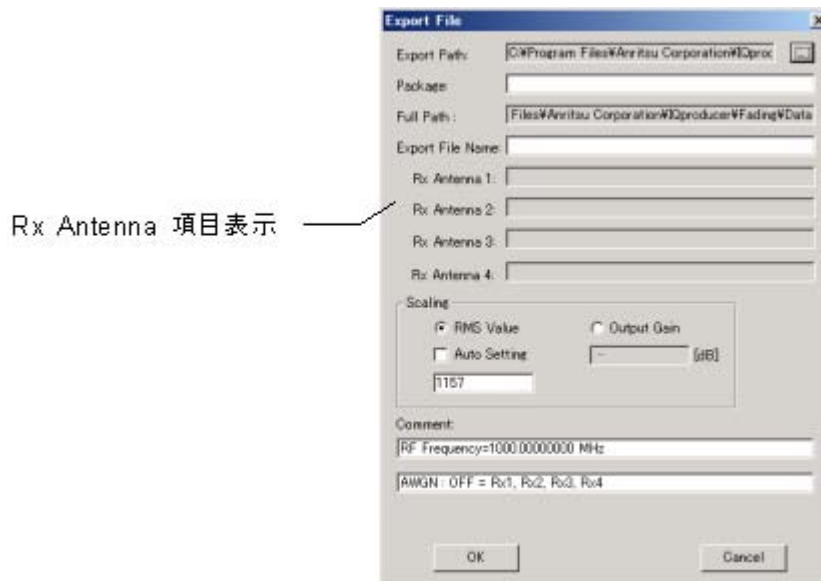 Export File
Export Path: C:¥Program Files¥Anritsu Corporation¥IQproc ...
Package:
Full Path : Files¥Anritsu Corporation¥IQproducer¥Fading¥Data
Export File Name:
Rx Antenna 1:
Rx Antenna 2:
Rx Antenna 項目表示
Rx Antenna 3:
Rx Antenna 4:
Scaling
RMS Value Output Gain
Auto Setting -- [dB]
1157
Comment:
RF Frequency=1000.00000000 MHz
AWGN : OFF = Rx1, Rx2, Rx3, Rx4
OK Cancel